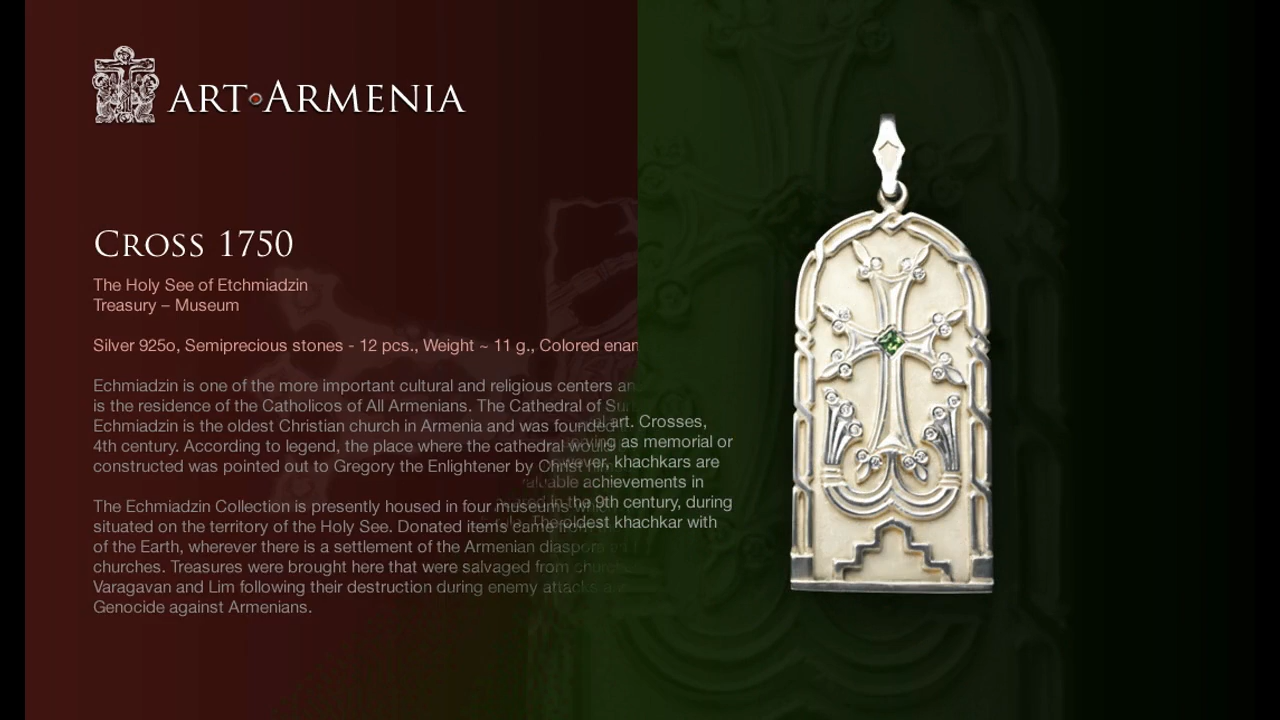 ART•ARMENIA
CROSS 1750
The Holy See of Etchmiadzin
Treasury – Museum
Silver 925o, Semiprecious stones - 12 pcs., Weight ~ 11 g., Colored
Echmiadzin is one of the more important cultural and religious centers
is the residence of the Catholicos of All Armenians. The Cathedral of
Echmiadzin is the oldest Christian church in Armenia and was founded
4th century. According to legend, the place where the cathedral would
constructed was pointed out to Gregory the Enlightener by Christ
The Echmiadzin Collection is presently housed in four museums
situated on the territory of the Holy See. Donated items came from
of the Earth, wherever there is a settlement of the Armenian diaspora
churches. Treasures were brought here that were salvaged from
Varagavan and Lim following their destruction during enemy attacks
Genocide against Armenians.
art. Crosses,
as memorial or
khachkars are
valuable achievements in
in the 9th century, during
The oldest khachkar with